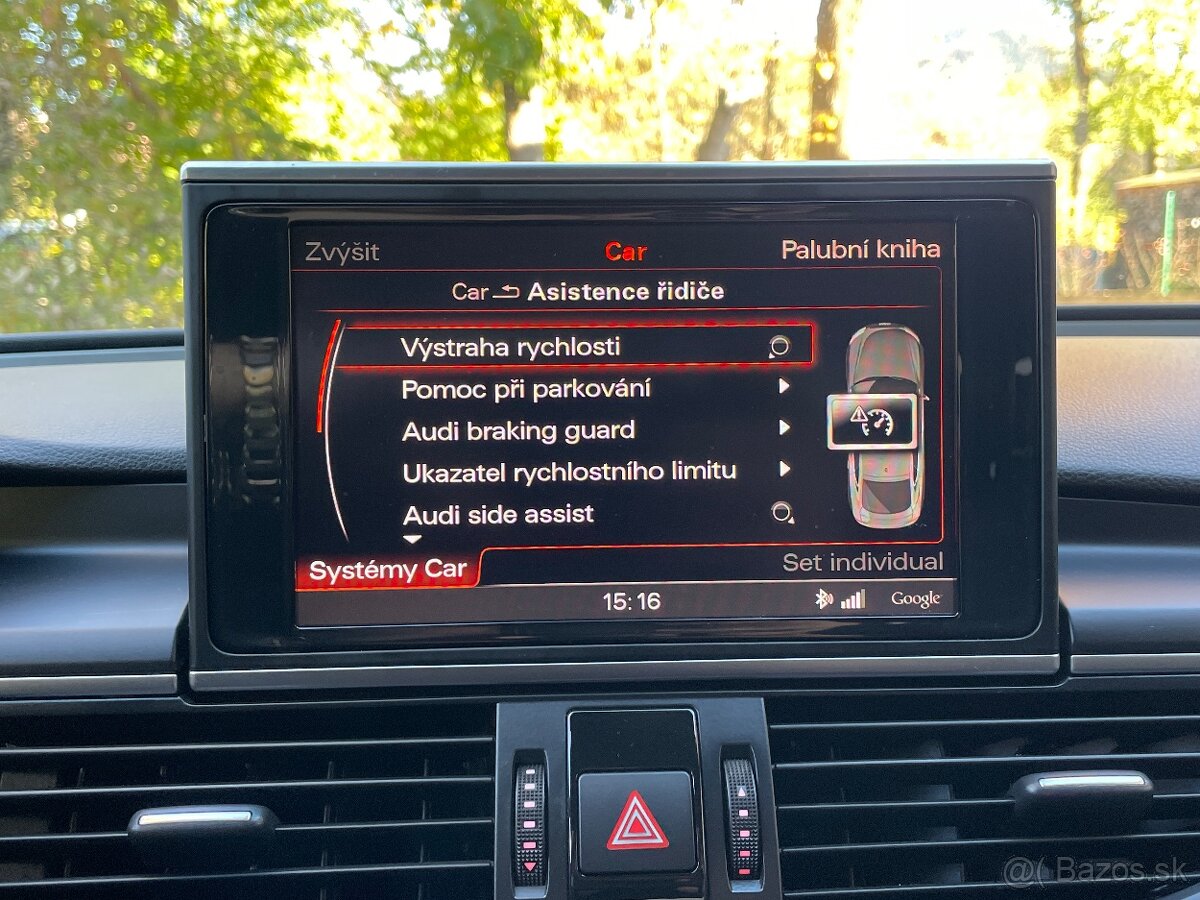 Zvýšit Car Palubní kniha
Car Asistence řidiče
Výstraha rychlosti
Pomoc při parkování
Audi braking guard
Ukazatel rychlostního limitu
Audi side assist
Systémy Car Set individual
15:16 Google
@( Bazos.sk